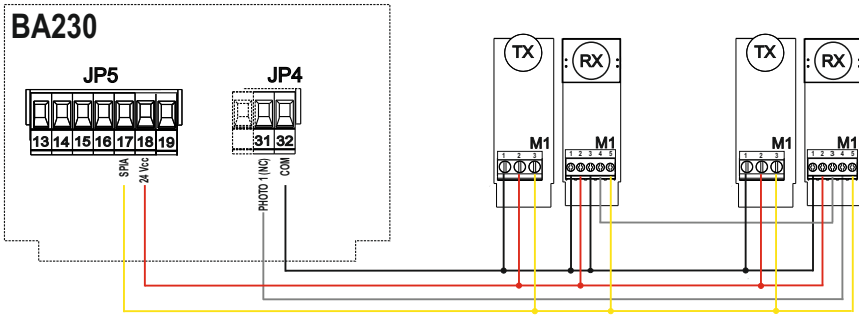 BA230
JP5
JP4
13 14 15 16 17 18 19
31 32
SPIA
24 Vcc
PHOTO 1 (NC)
COM
TX
RX
M1
1 2 3
M1
1 2 3 4 5
TX
RX
M1
1 2 3
M1
1 2 3 4 5